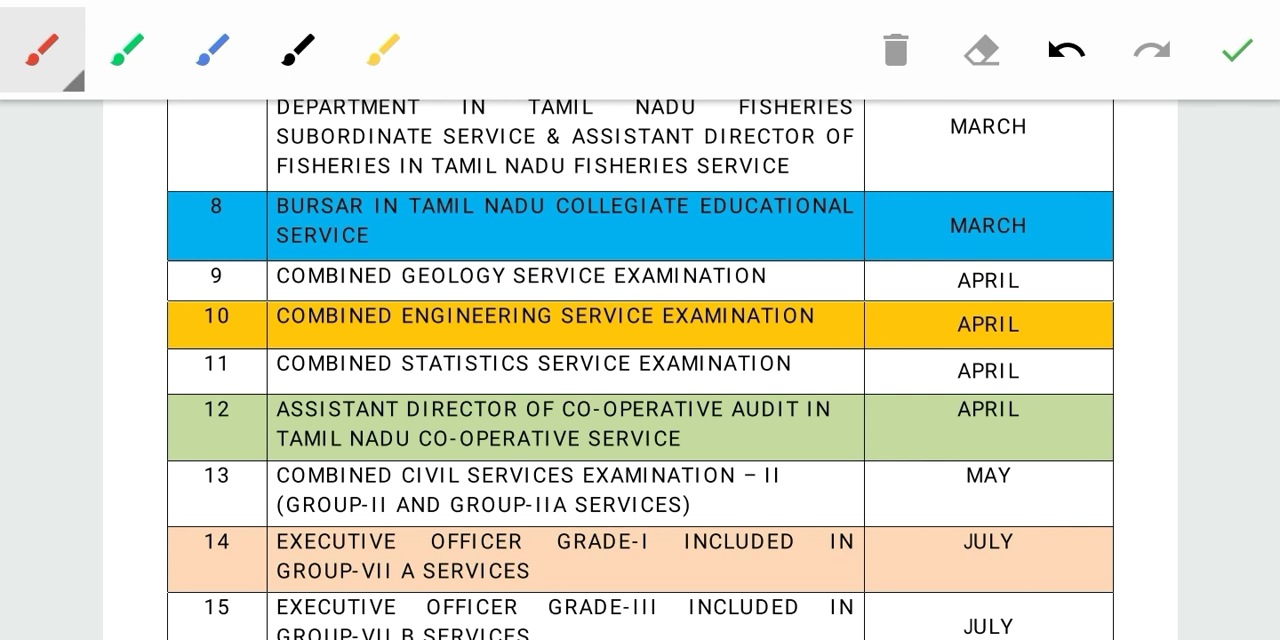 DEPARTMENT IN TAMIL NADU FISHERIES
SUBORDINATE SERVICE & ASSISTANT DIRECTOR OF
FISHERIES IN TAMIL NADU FISHERIES SERVICE
MARCH
8
BURSAR IN TAMIL NADU COLLEGIATE EDUCATIONAL
SERVICE
MARCH
9
COMBINED GEOLOGY SERVICE EXAMINATION
APRIL
10
COMBINED ENGINEERING SERVICE EXAMINATION
APRIL
11
COMBINED STATISTICS SERVICE EXAMINATION
APRIL
12
ASSISTANT DIRECTOR OF CO-OPERATIVE AUDIT IN
TAMIL NADU CO-OPERATIVE SERVICE
APRIL
13
COMBINED CIVIL SERVICES EXAMINATION – II
(GROUP-II AND GROUP-IIA SERVICES)
MAY
14
EXECUTIVE OFFICER GRADE-I INCLUDED IN
GROUP-VII A SERVICES
JULY
15
EXECUTIVE OFFICER GRADE-III INCLUDED IN
GROUP-VII B SERVICES
JULY